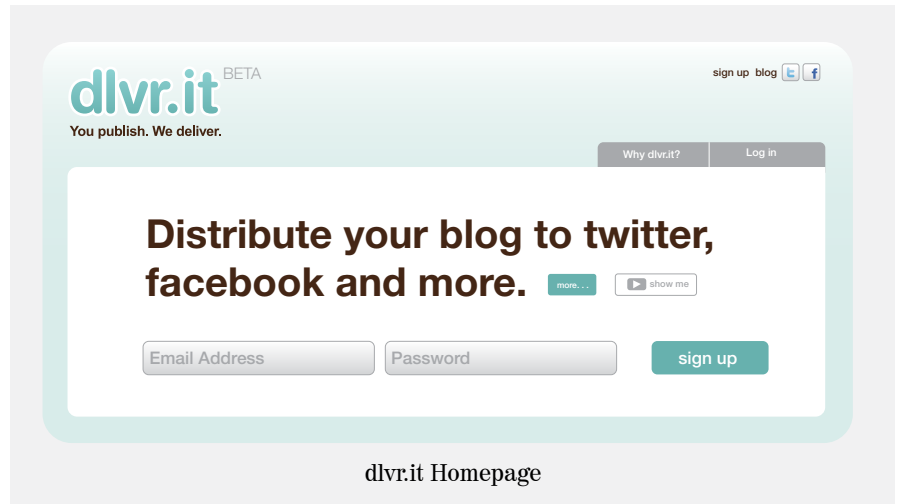 dlvr.it BETA
You publish. We deliver.
sign up blog t f
Why dlvr.it? Log in
Distribute your blog to twitter,
facebook and more. more. . . show me
Email Address Password sign up
dlvr.it Homepage